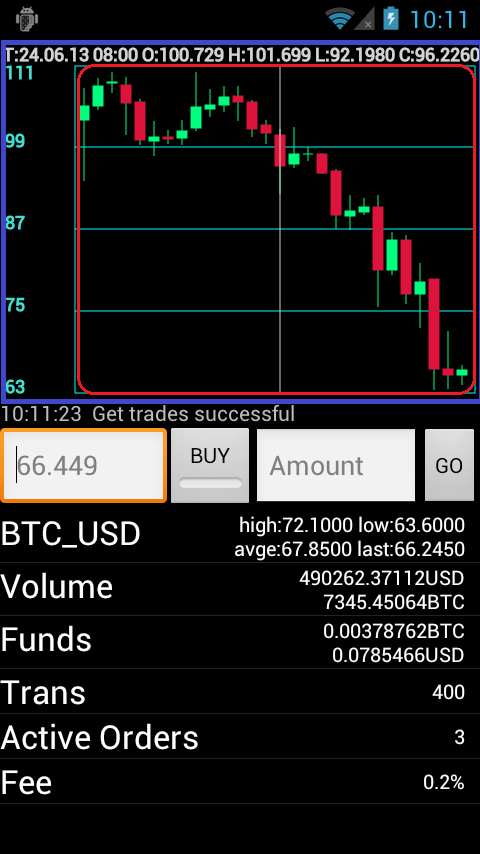 10:11
T:24.06.13 08:00 O:100.729 H:101.699 L:92.1980 C:96.2260
111
99
87
75
63
10:11:23 Get trades successful
66.449 BUY Amount GO
BTC_USD high:72.1000 low:63.6000
avge:67.8500 last:66.2450
Volume 490262.37112USD
7345.45064BTC
Funds 0.00378762BTC
0.0785466USD
Trans 400
Active Orders 3
Fee 0.2%